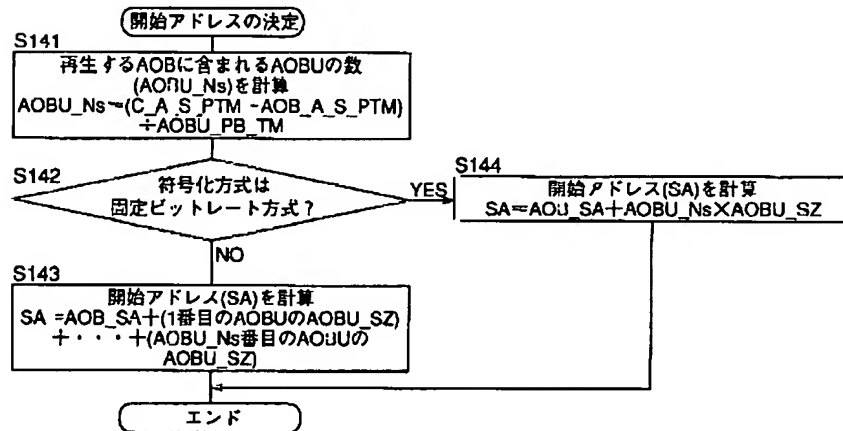 開始アドレスの決定
S141
再生するAOBに含まれるAOBUの数
(AOBU_Ns)を計算
AOBU_Ns=(C_A_S_PTM -AOB_A_S_PTM)
÷AOBU_PB_TM
S142
符号化方式は
固定ビットレート方式?
YES
S144
開始アドレス(SA)を計算
SA=AOB_SA+AOBU_Ns×AOBU_SZ
NO
S143
開始アドレス(SA)を計算
SA =AOB_SA+(1番目のAOBUのAOBU_SZ)
+・・・+(AOBU_Ns番目のAOBUの
AOBU_SZ)
エンド